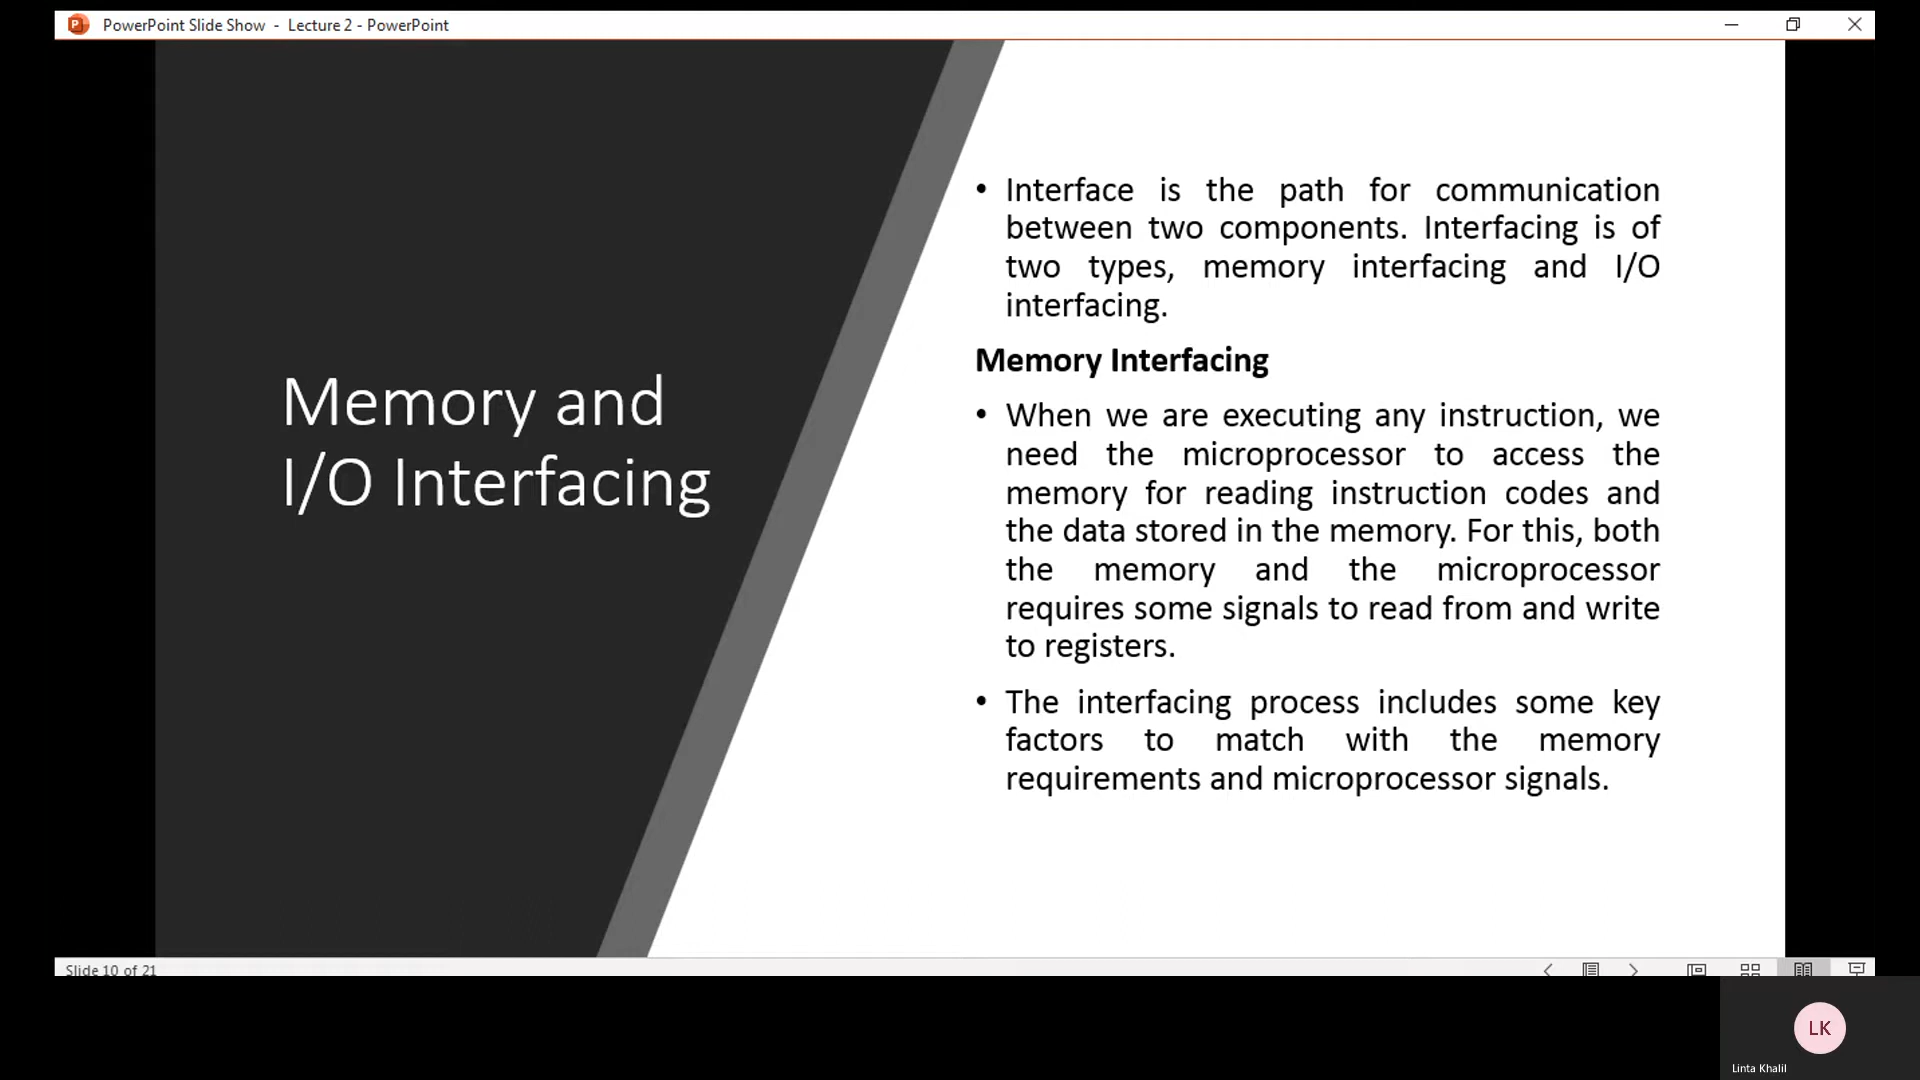 PowerPoint Slide Show - Lecture 2 - PowerPoint
Memory and
I/O Interfacing
• Interface is the path for communication
between two components. Interfacing is of
two types, memory interfacing and I/O
interfacing.
Memory Interfacing
• When we are executing any instruction, we
need the microprocessor to access the
memory for reading instruction codes and
the data stored in the memory. For this, both
the memory and the microprocessor
requires some signals to read from and write
to registers.
• The interfacing process includes some key
factors to match with the memory
requirements and microprocessor signals.
Slide 10 of 21
LK
Linta Khalil